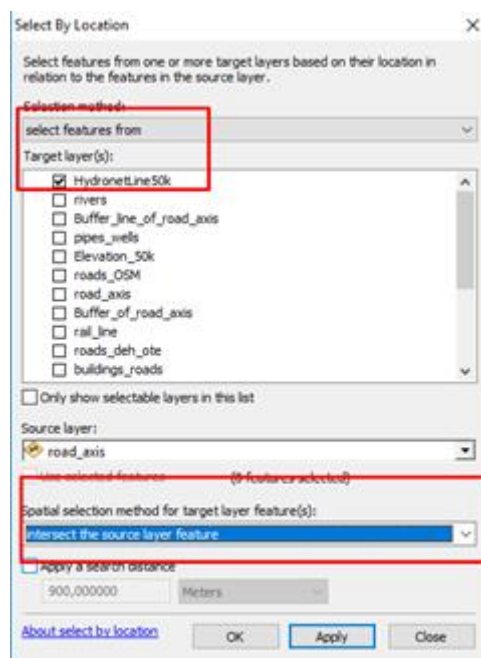 Select By Location
Select features from one or more target layers based on their location in
relation to the features in the source layer.
Selection method:
select features from
Target layer(s):
HydronetLine50k
rivers
Buffer_line_of_road_axis
pipes_wells
Elevation_50k
roads_OSM
road_axis
Buffer_of_road_axis
rail_line
roads_deh_ote
buildings_roads
Only show selectable layers in this list
Source layer:
road_axis
Use selected features (0 features selected)
Spatial selection method for target layer feature(s):
intersect the source layer feature
Apply a search distance
900,000000 Meters
About select by location OK Apply Close